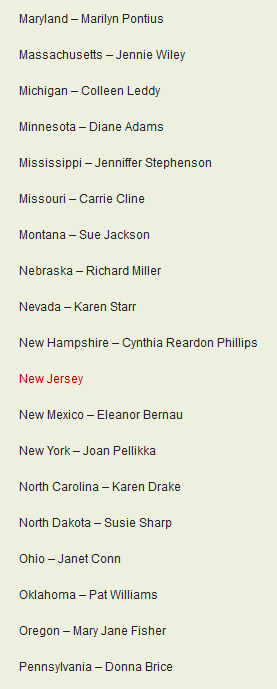 Maryland – Marilyn Pontius
Massachusetts – Jennie Wiley
Michigan – Colleen Leddy
Minnesota – Diane Adams
Mississippi – Jenniffer Stephenson
Missouri – Carrie Cline
Montana – Sue Jackson
Nebraska – Richard Miller
Nevada – Karen Starr
New Hampshire – Cynthia Reardon Phillips
New Jersey
New Mexico – Eleanor Bernau
New York – Joan Pellikka
North Carolina – Karen Drake
North Dakota – Susie Sharp
Ohio – Janet Conn
Oklahoma – Pat Williams
Oregon – Mary Jane Fisher
Pennsylvania – Donna Brice